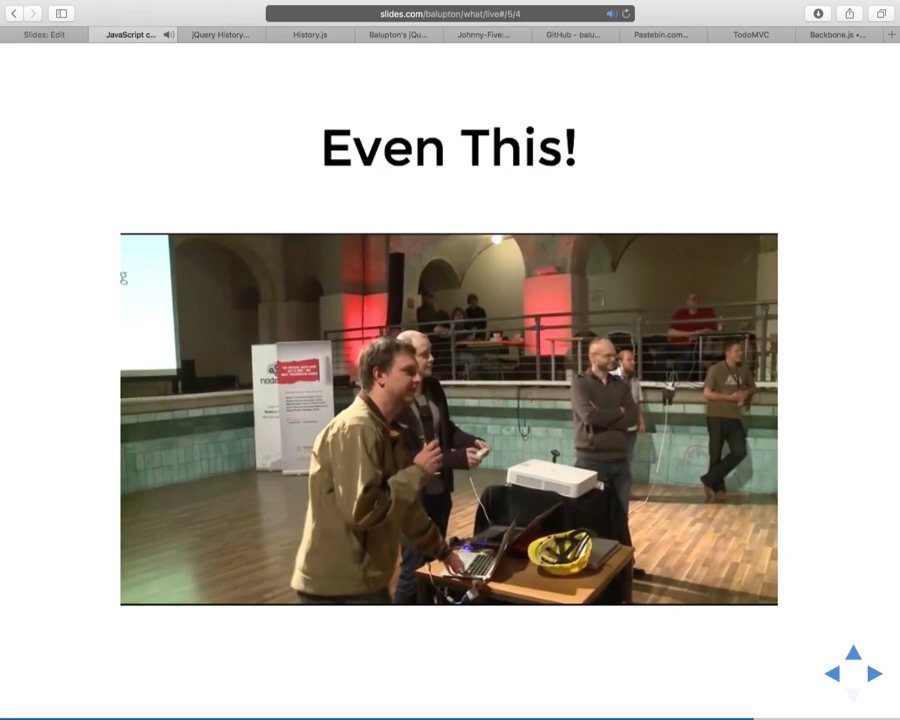 slides.com/balupton/what/live#/5/4
Slides: Edit
JavaScript c...
jQuery History...
History.js
Balupton's jQu...
Johnny-Five:...
GitHub - balu...
Pastebin.com...
TodoMVC
Backbone.js •...
Even This!
g
node